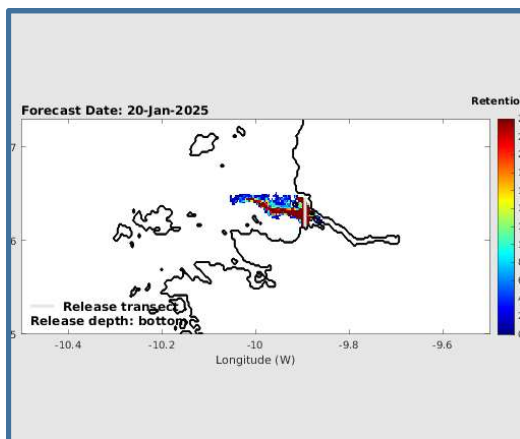 Retentio
Forecast Date: 20-Jan-2025
7
6
5
Release transect
Release depth: bottom
-10.4
-10.2
-10
-9.8
-9.6
Longitude (W)